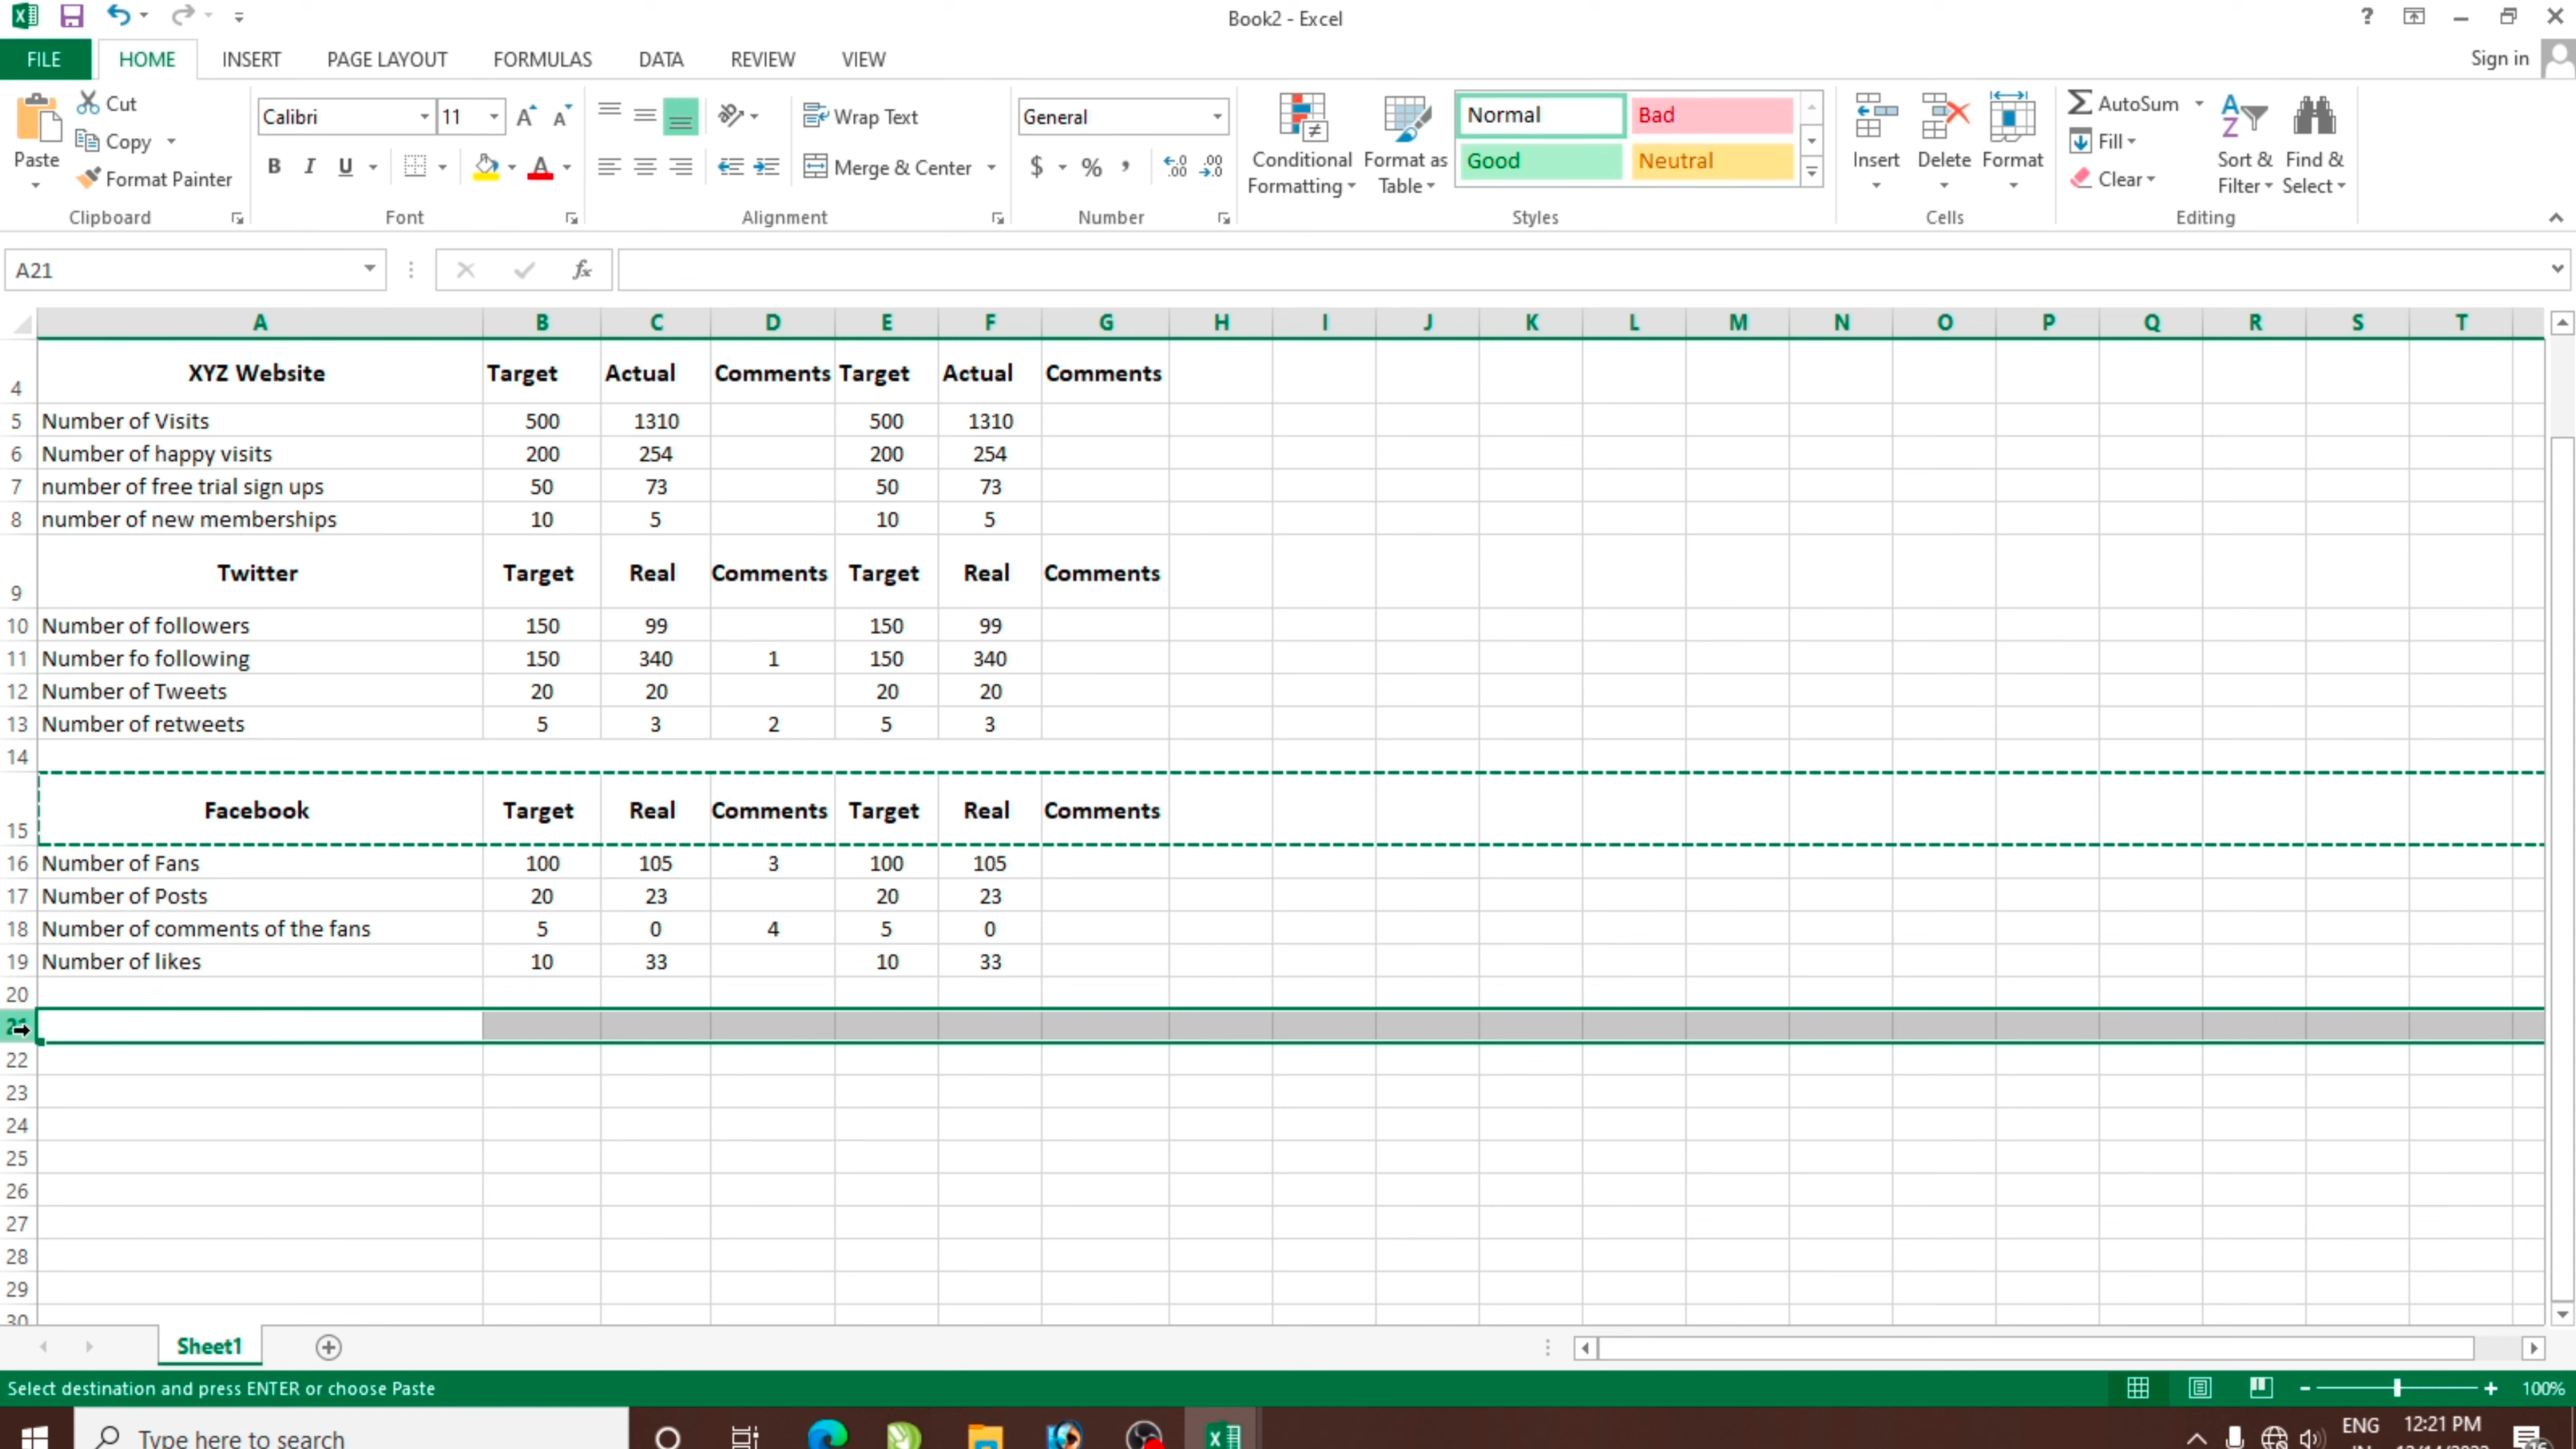 Book2 - Excel
FILE HOME INSERT PAGE LAYOUT FORMULAS DATA REVIEW VIEW Sign in
Paste Cut Copy Format Painter Clipboard
Calibri 11 B I U Font
Wrap Text Merge & Center Alignment
General $ % , Number
Conditional Formatting Format as Table Normal Bad Good Neutral Styles
Insert Delete Format Cells
AutoSum Fill Clear Sort & Filter Find & Select Editing
A21 fx
A B C D E F G H I J K L M N O P Q R S T
4 XYZ Website Target Actual Comments Target Actual Comments
5 Number of Visits 500 1310 500 1310
6 Number of happy visits 200 254 200 254
7 number of free trial sign ups 50 73 50 73
8 number of new memberships 10 5 10 5
9 Twitter Target Real Comments Target Real Comments
10 Number of followers 150 99 150 99
11 Number fo following 150 340 1 150 340
12 Number of Tweets 20 20 20 20
13 Number of retweets 5 3 2 5 3
14
15 Facebook Target Real Comments Target Real Comments
16 Number of Fans 100 105 3 100 105
17 Number of Posts 20 23 20 23
18 Number of comments of the fans 5 0 4 5 0
19 Number of likes 10 33 10 33
20
21
22
23
24
25
26
27
28
29
30
Sheet1
Select destination and press ENTER or choose Paste 100%
Type here to search ENG 12:21 PM